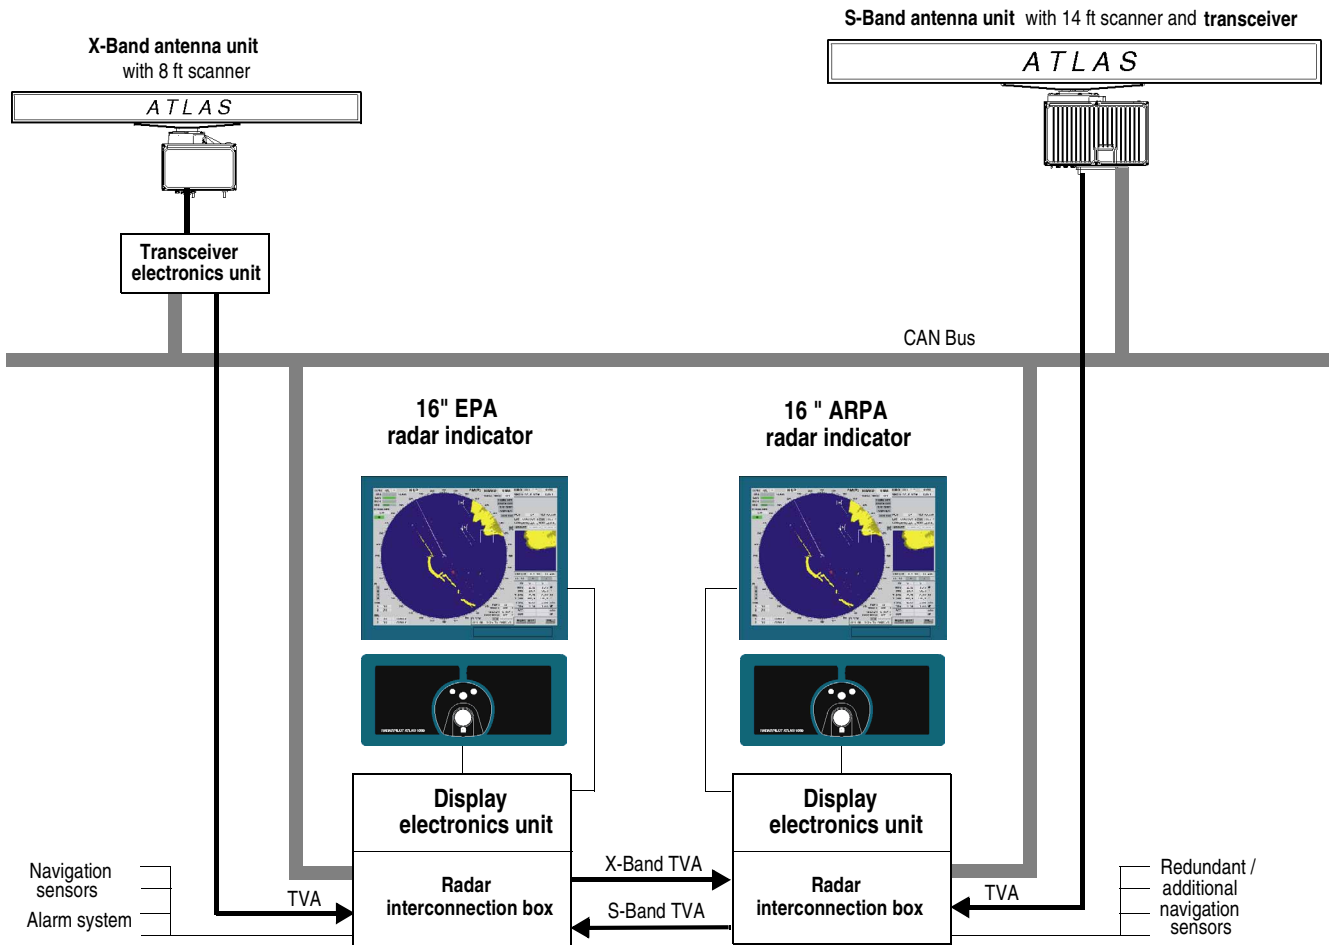 S-Band antenna unit with 14 ft scanner and transceiver
X-Band antenna unit
with 8 ft scanner
ATLAS
ATLAS
Transceiver
electronics unit
CAN Bus
16" EPA
radar indicator
16 " ARPA
radar indicator
Display
electronics unit
Display
electronics unit
Navigation
sensors
Alarm system
TVA
Radar
interconnection box
X-Band TVA
S-Band TVA
Radar
interconnection box
TVA
Redundant /
additional
navigation
sensors